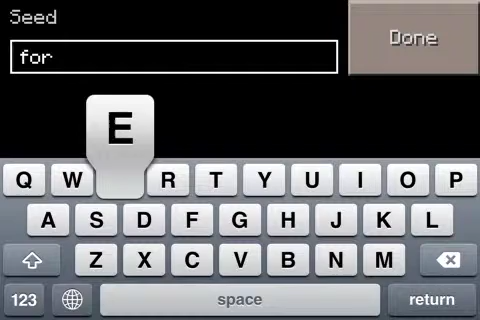 Seed
Done
for
E
Q W R T Y U I O P
A S D F G H J K L
Z X C V B N M
123 space return